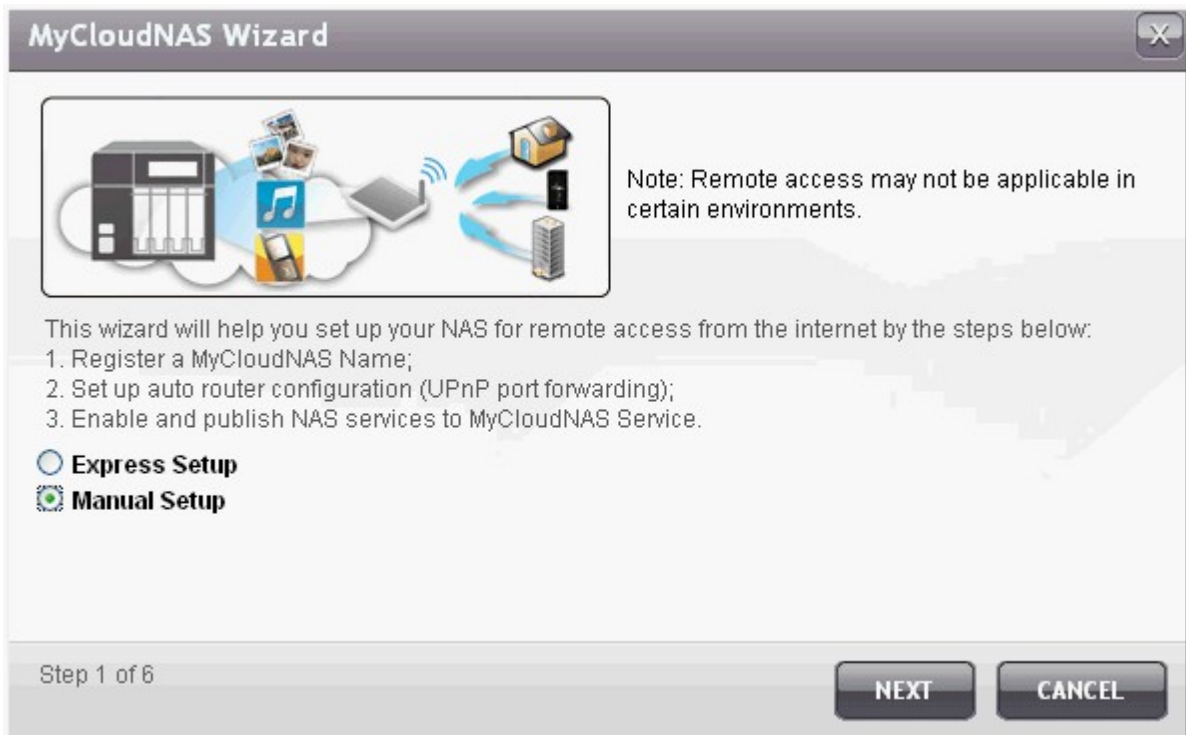 MyCloudNAS Wizard
X
Note: Remote access may not be applicable in
certain environments.
This wizard will help you set up your NAS for remote access from the internet by the steps below:
1. Register a MyCloudNAS Name;
2. Set up auto router configuration (UPnP port forwarding);
3. Enable and publish NAS services to MyCloudNAS Service.
Express Setup
Manual Setup
Step 1 of 6
NEXT
CANCEL